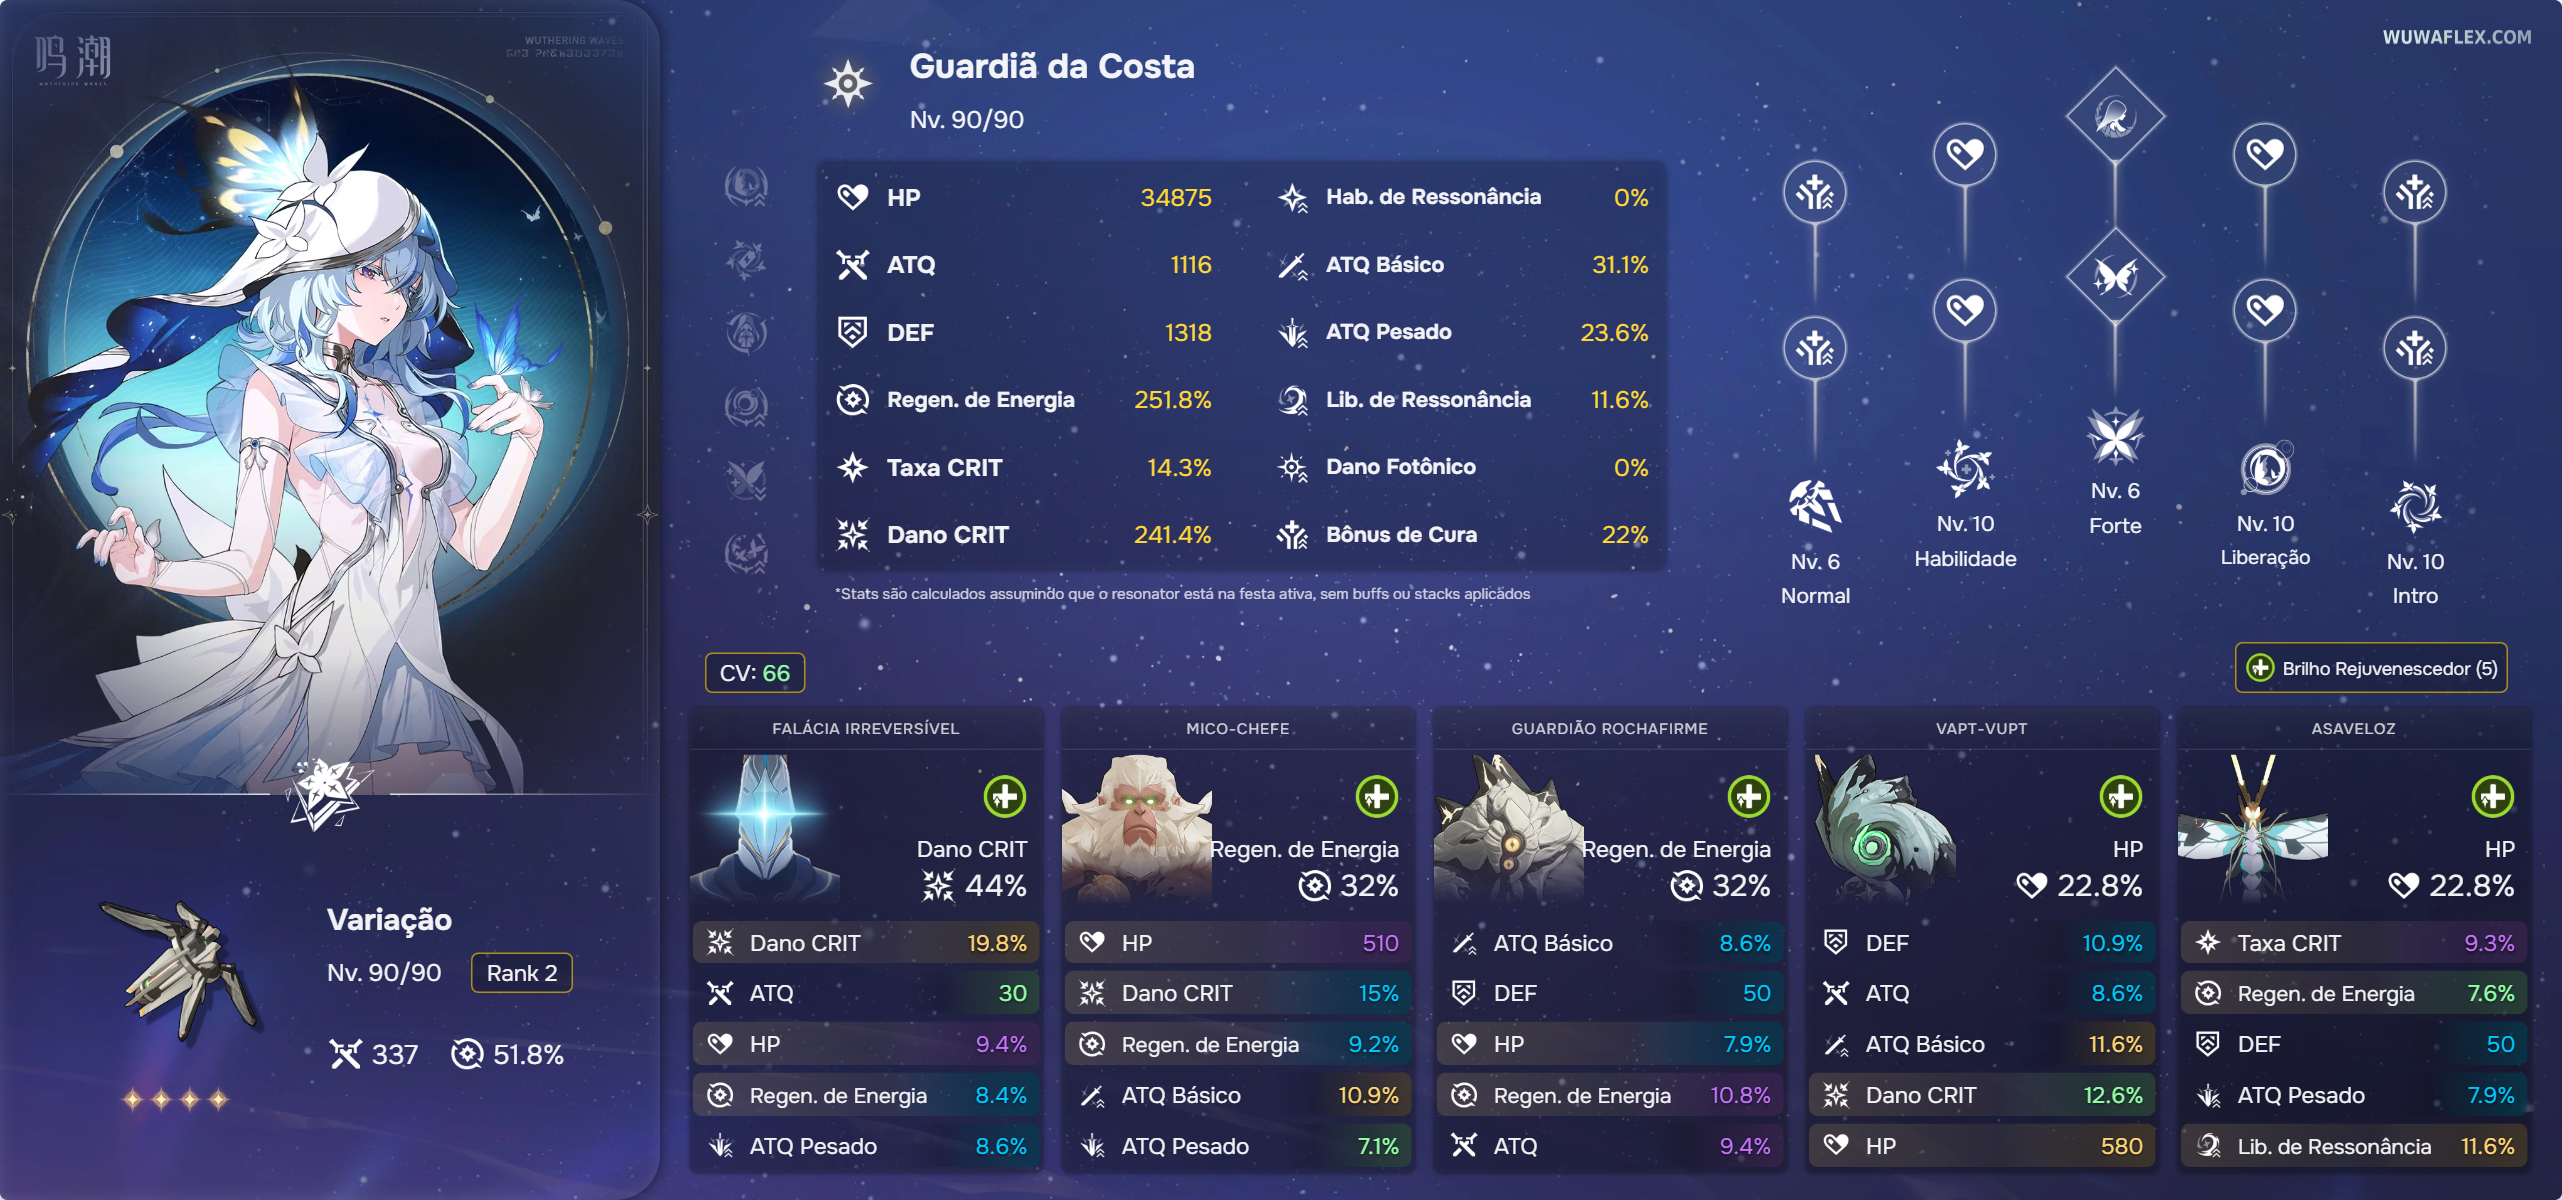 鸣潮
WUTHERING WAVES
WUTHERING WAVES
WUWAFLEX.COM
Guardiã da Costa
Nv. 90/90
HP 34875
ATQ 1116
DEF 1318
Regen. de Energia 251.8%
Taxa CRIT 14.3%
Dano CRIT 241.4%
Hab. de Ressonância 0%
ATQ Básico 31.1%
ATQ Pesado 23.6%
Lib. de Ressonância 11.6%
Dano Fotônico 0%
Bônus de Cura 22%
*Stats são calculados assumindo que o resonator está na festa ativa, sem buffs ou stacks aplicados
Nv. 6
Normal
Nv. 10
Habilidade
Nv. 6
Forte
Nv. 10
Liberação
Nv. 10
Intro
CV: 66
Brilho Rejuvenescedor (5)
Variação
Nv. 90/90 Rank 2
337 51.8%
FALÁCIA IRREVERSÍVEL
Dano CRIT
44%
Dano CRIT 19.8%
ATQ 30
HP 9.4%
Regen. de Energia 8.4%
ATQ Pesado 8.6%
MICO-CHEFE
Regen. de Energia
32%
HP 510
Dano CRIT 15%
Regen. de Energia 9.2%
ATQ Básico 10.9%
ATQ Pesado 7.1%
GUARDIÃO ROCHAFIRME
Regen. de Energia
32%
ATQ Básico 8.6%
DEF 50
HP 7.9%
Regen. de Energia 10.8%
ATQ 9.4%
VAPT-VUPT
HP
22.8%
DEF 10.9%
ATQ 8.6%
ATQ Básico 11.6%
Dano CRIT 12.6%
HP 580
ASAVELOZ
HP
22.8%
Taxa CRIT 9.3%
Regen. de Energia 7.6%
DEF 50
ATQ Pesado 7.9%
Lib. de Ressonância 11.6%